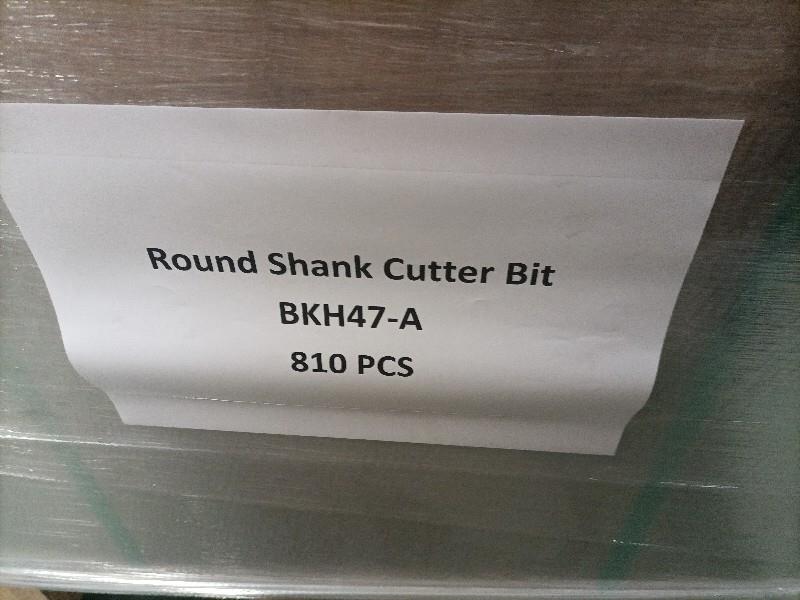 Round Shank Cutter Bit
BKH47-A
810 PCS